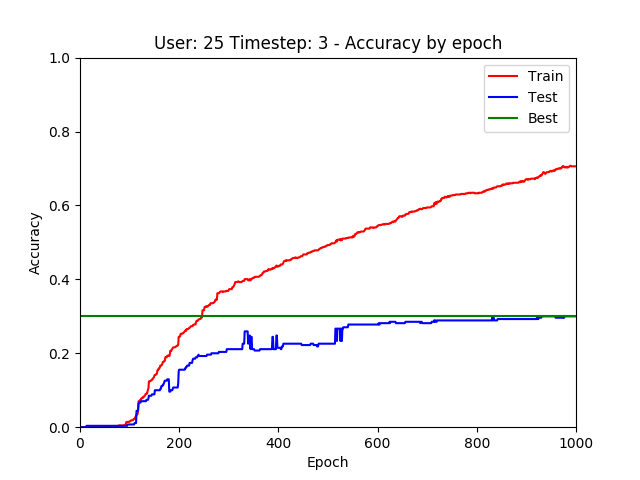 User: 25 Timestep: 3 - Accuracy by epoch
1.0
0.8
0.6
0.4
0.2
0.0
Accuracy
Train
Test
Best
0 200 400 600 800 1000
Epoch